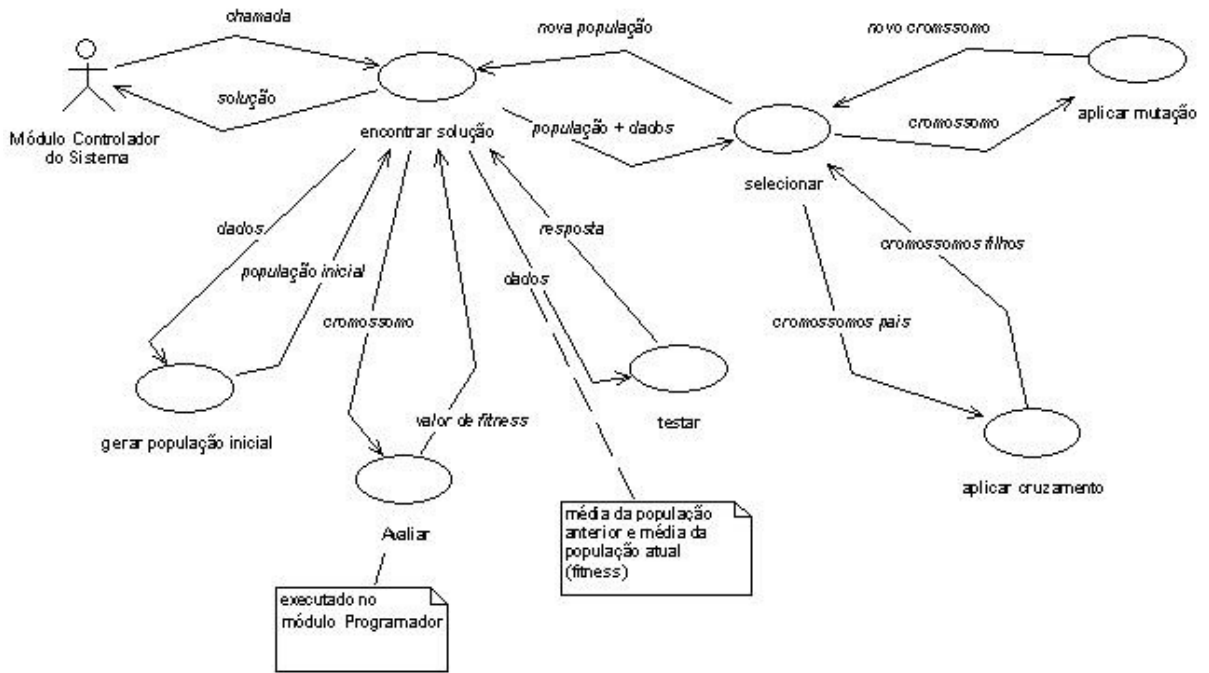 chamada
nova população
novo cromssomo
solução
encontrar solução
população + dados
cromossomo
aplicar mutação
Módulo Controlador
do Sistema
selecionar
dados
resposta
cromossomos filhos
população inicial
dados
cromossomo
cromossomos pais
valor de fitness
testar
gerar população inicial
aplicar cruzamento
Avaliar
média da população
anterior e média da
população atual
(fitness)
executado no
módulo Programador